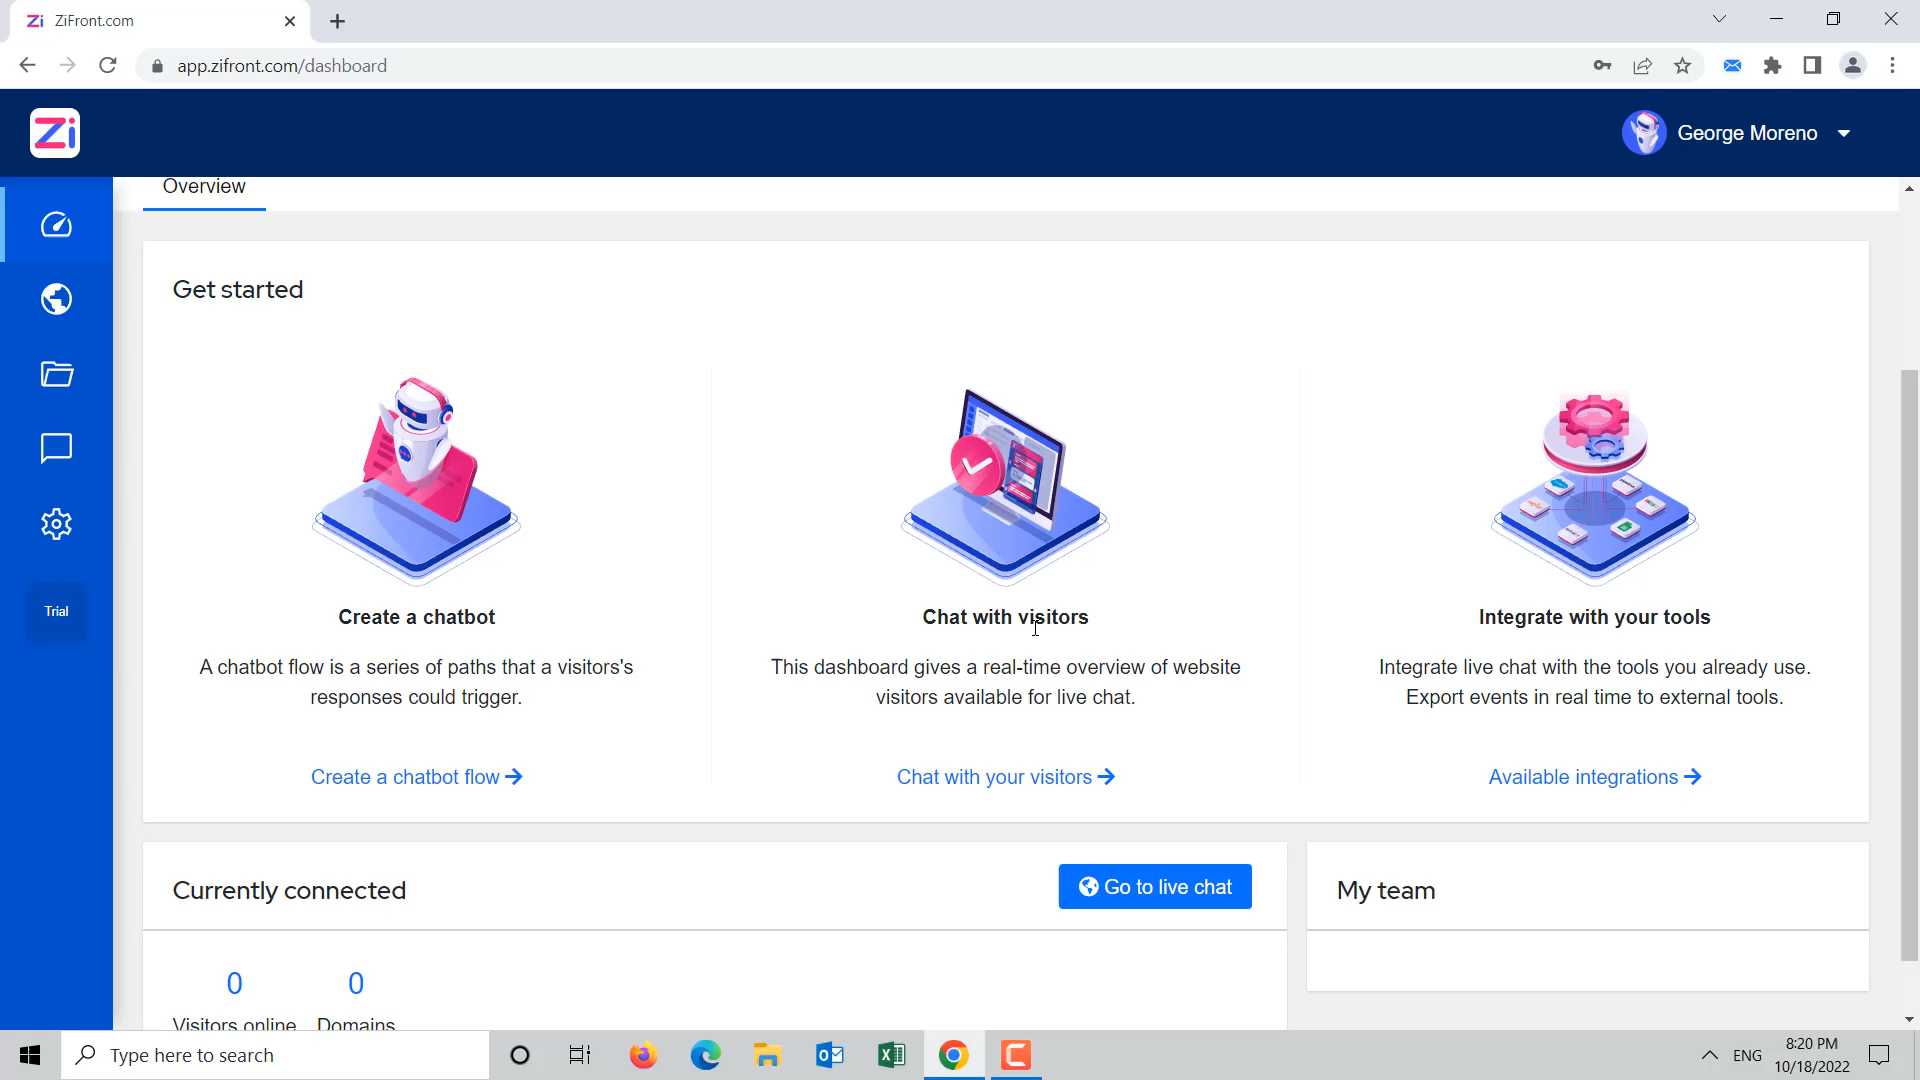 Zi ZiFront.com
app.zifront.com/dashboard
Zi
George Moreno
Overview
Get started
Create a chatbot
A chatbot flow is a series of paths that a visitors's
responses could trigger.
Create a chatbot flow
Chat with visitors
This dashboard gives a real-time overview of website
visitors available for live chat.
Chat with your visitors
Integrate with your tools
Integrate live chat with the tools you already use.
Export events in real time to external tools.
Available integrations
Trial
Currently connected
Go to live chat
My team
0 0
Visitors online Domains
Type here to search
ENG
8:20 PM
10/18/2022